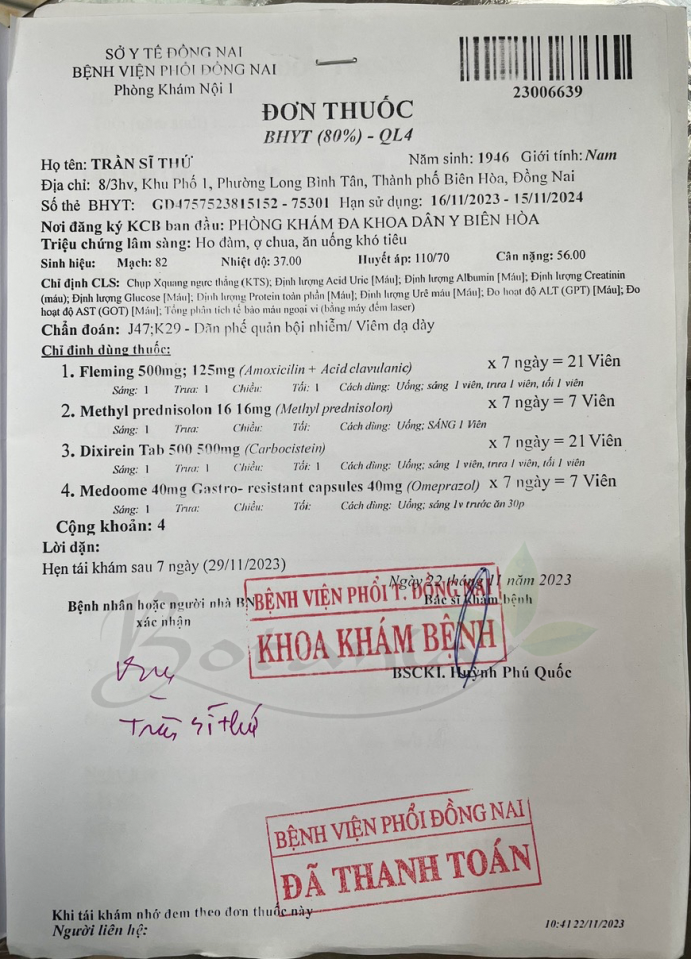 SỞ Y TẾ ĐỒNG NAI
BỆNH VIỆN PHỔI ĐỒNG NAI
Phòng Khám Nội 1
23006639
ĐƠN THUỐC
BHYT (80%) - QL4
Họ tên: TRẦN SĨ THỨ Năm sinh: 1946 Giới tính: Nam
Địa chỉ: 8/3hv, Khu Phố 1, Phường Long Bình Tân, Thành phố Biên Hòa, Đồng Nai
Số thẻ BHYT: GD4757523815152 - 75301 Hạn sử dụng: 16/11/2023 - 15/11/2024
Nơi đăng ký KCB ban đầu: PHÒNG KHÁM ĐA KHOA DÂN Y BIÊN HÒA
Triệu chứng lâm sàng: Ho đàm, ợ chua, ăn uống khó tiêu
Sinh hiệu: Mạch: 82 Nhiệt độ: 37.00 Huyết áp: 110/70 Cân nặng: 56.00
Chỉ định CLS: Chụp Xquang ngực thẳng (KTS); Định lượng Acid Uric [Máu]; Định lượng Albumin [Máu]; Định lượng Creatinin
(máu); Định lượng Glucose [Máu]; Định lượng Protein toàn phần [Máu]; Định lượng Urê máu [Máu]; Đo hoạt độ ALT (GPT) [Máu]; Đo
hoạt độ AST (GOT) [Máu]; Tổng phân tích tế bào máu ngoại vi (bằng máy đếm laser)
Chẩn đoán: J47;K29 - Dãn phế quản bội nhiễm/ Viêm dạ dày
Chỉ định dùng thuốc:
1. Fleming 500mg; 125mg (Amoxicilin + Acid clavulanic) x 7 ngày = 21 Viên
Sáng: 1 Trưa: 1 Chiều: Tối: 1 Cách dùng: Uống; sáng 1 viên, trưa 1 viên, tối 1 viên
2. Methyl prednisolon 16 16mg (Methyl prednisolon) x 7 ngày = 7 Viên
Sáng: 1 Trưa: Chiều: Tối: Cách dùng: Uống; SÁNG 1 Viên
3. Dixirein Tab 500 500mg (Carbocistein) x 7 ngày = 21 Viên
Sáng: 1 Trưa: 1 Chiều: Tối: 1 Cách dùng: Uống; sáng 1 viên, trưa 1 viên, tối 1 viên
4. Medoome 40mg Gastro- resistant capsules 40mg (Omeprazol) x 7 ngày = 7 Viên
Sáng: 1 Trưa: Chiều: Tối: Cách dùng: Uống; sáng 1v trước ăn 30p
Cộng khoản: 4
Lời dặn:
Hẹn tái khám sau 7 ngày (29/11/2023)
Ngày 22 tháng 11 năm 2023
Bệnh nhân hoặc người nhà BN Bác sĩ khám bệnh
xác nhận
BỆNH VIỆN PHỔI T. ĐỒNG NAI
KHOA KHÁM BỆNH
BSCKI. Huỳnh Phú Quốc
Trần Sĩ Thứ
BỆNH VIỆN PHỔI ĐỒNG NAI
ĐÃ THANH TOÁN
Khi tái khám nhớ đem theo đơn thuốc này
Người liên hệ: 10:41 22/11/2023